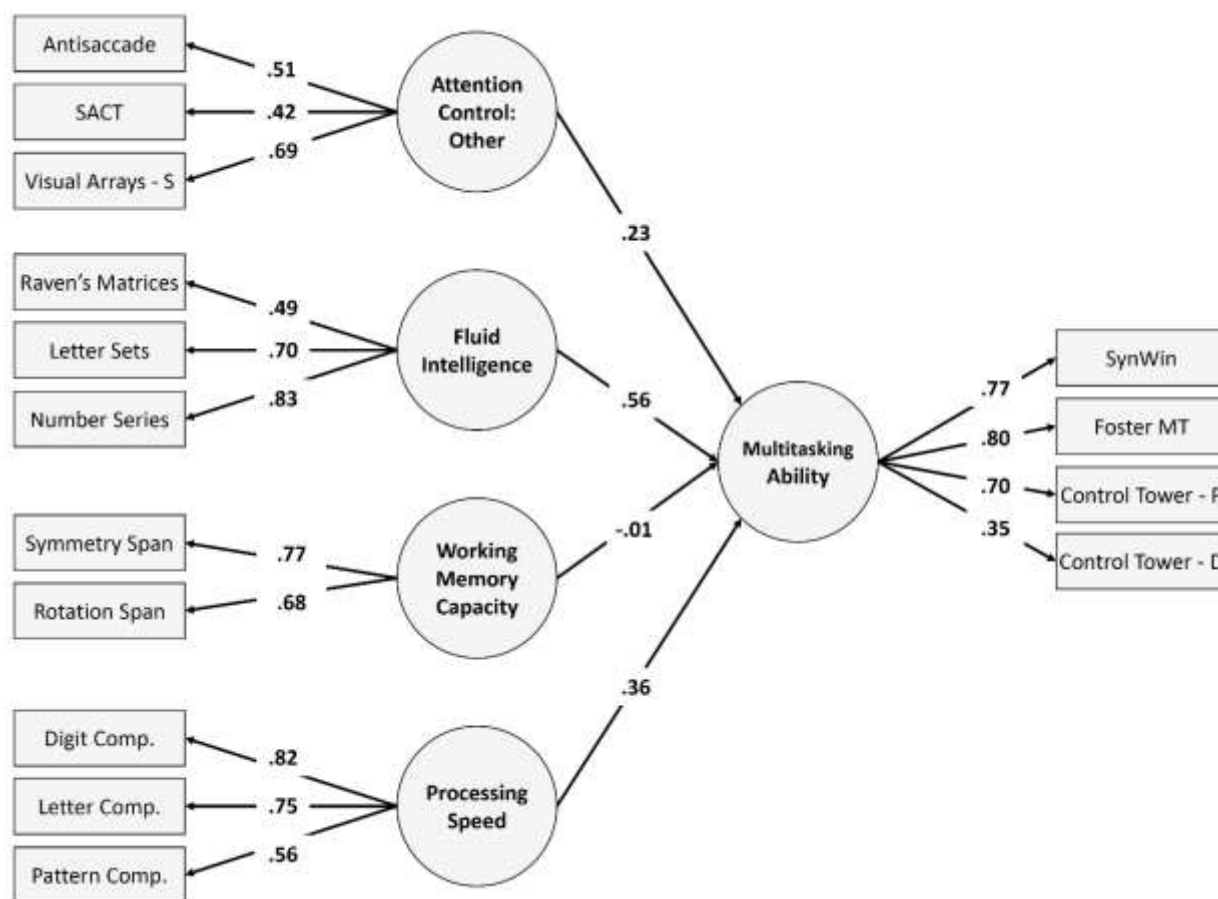 Antisaccade
SACT
Visual Arrays - S
.51
.42
.69
Attention
Control:
Other
.23
Raven's Matrices
Letter Sets
Number Series
.49
.70
.83
Fluid
Intelligence
.56
Symmetry Span
Rotation Span
.77
.68
Working
Memory
Capacity
-.01
Digit Comp.
Letter Comp.
Pattern Comp.
.82
.75
.56
Processing
Speed
.36
Multitasking
Ability
.77
.80
.70
.35
SynWin
Foster MT
Control Tower -
Control Tower -